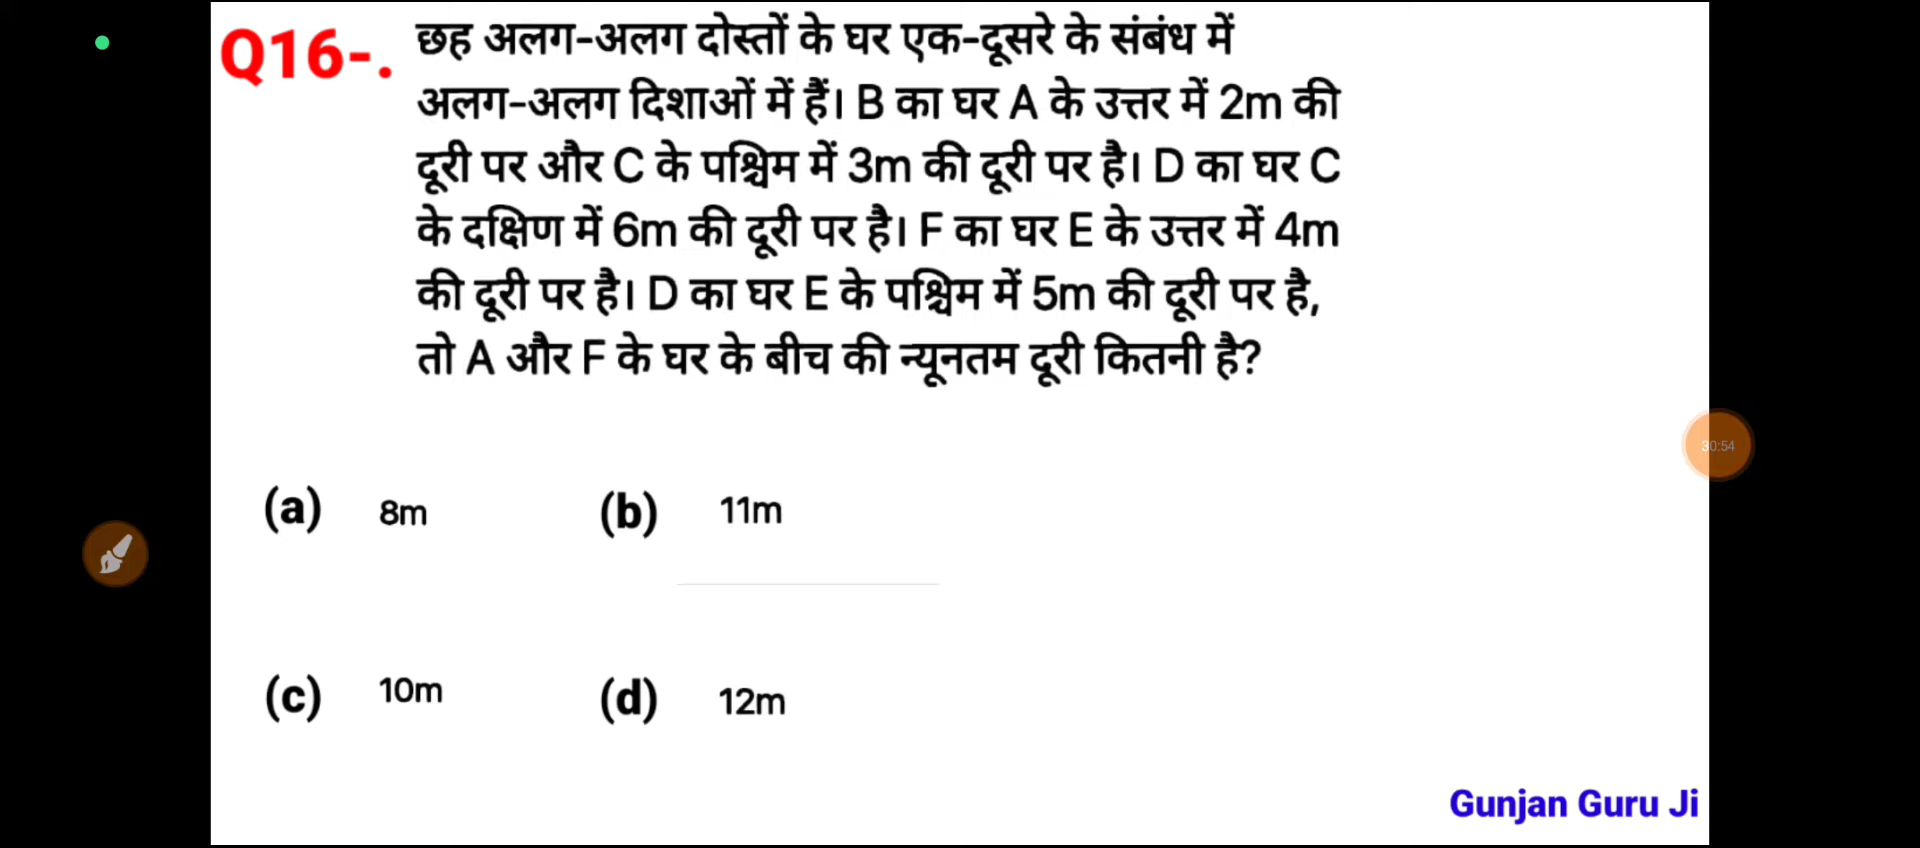 Q16-.
छह अलग-अलग दोस्तों के घर एक-दूसरे के संबंध में
अलग-अलग दिशाओं में हैं। B का घर A के उत्तर में 2m की
दूरी पर और C के पश्चिम में 3m की दूरी पर है। D का घर C
के दक्षिण में 6m की दूरी पर है। F का घर E के उत्तर में 4m
की दूरी पर है। D का घर E के पश्चिम में 5m की दूरी पर है,
तो A और F के घर के बीच की न्यूनतम दूरी कितनी है?
30:54
(a) 8m (b) 11m
(c) 10m (d) 12m
Gunjan Guru Ji